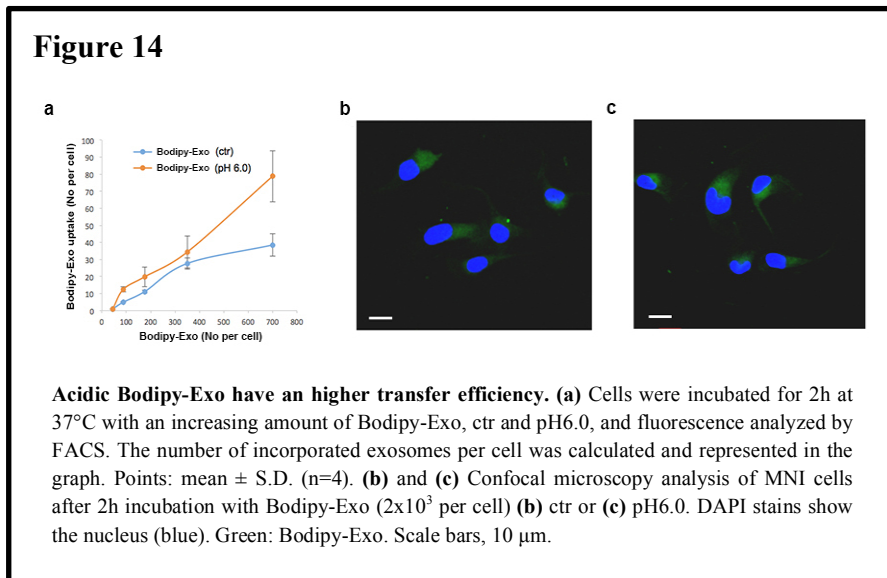 Figure 14
a
b
c
Bodipy-Exo (ctr)
Bodipy-Exo (pH 6.0)
Bodipy-Exo uptake (No per cell)
100
90
80
70
60
50
40
30
20
10
0
0 100 200 300 400 500 600 700 800
Bodipy-Exo (No per cell)
Acidic Bodipy-Exo have an higher transfer efficiency. (a) Cells were incubated for 2h at
37°C with an increasing amount of Bodipy-Exo, ctr and pH6.0, and fluorescence analyzed by
FACS. The number of incorporated exosomes per cell was calculated and represented in the
graph. Points: mean ± S.D. (n=4). (b) and (c) Confocal microscopy analysis of MNI cells
after 2h incubation with Bodipy-Exo (2x10³ per cell) (b) ctr or (c) pH6.0. DAPI stains show
the nucleus (blue). Green: Bodipy-Exo. Scale bars, 10 µm.